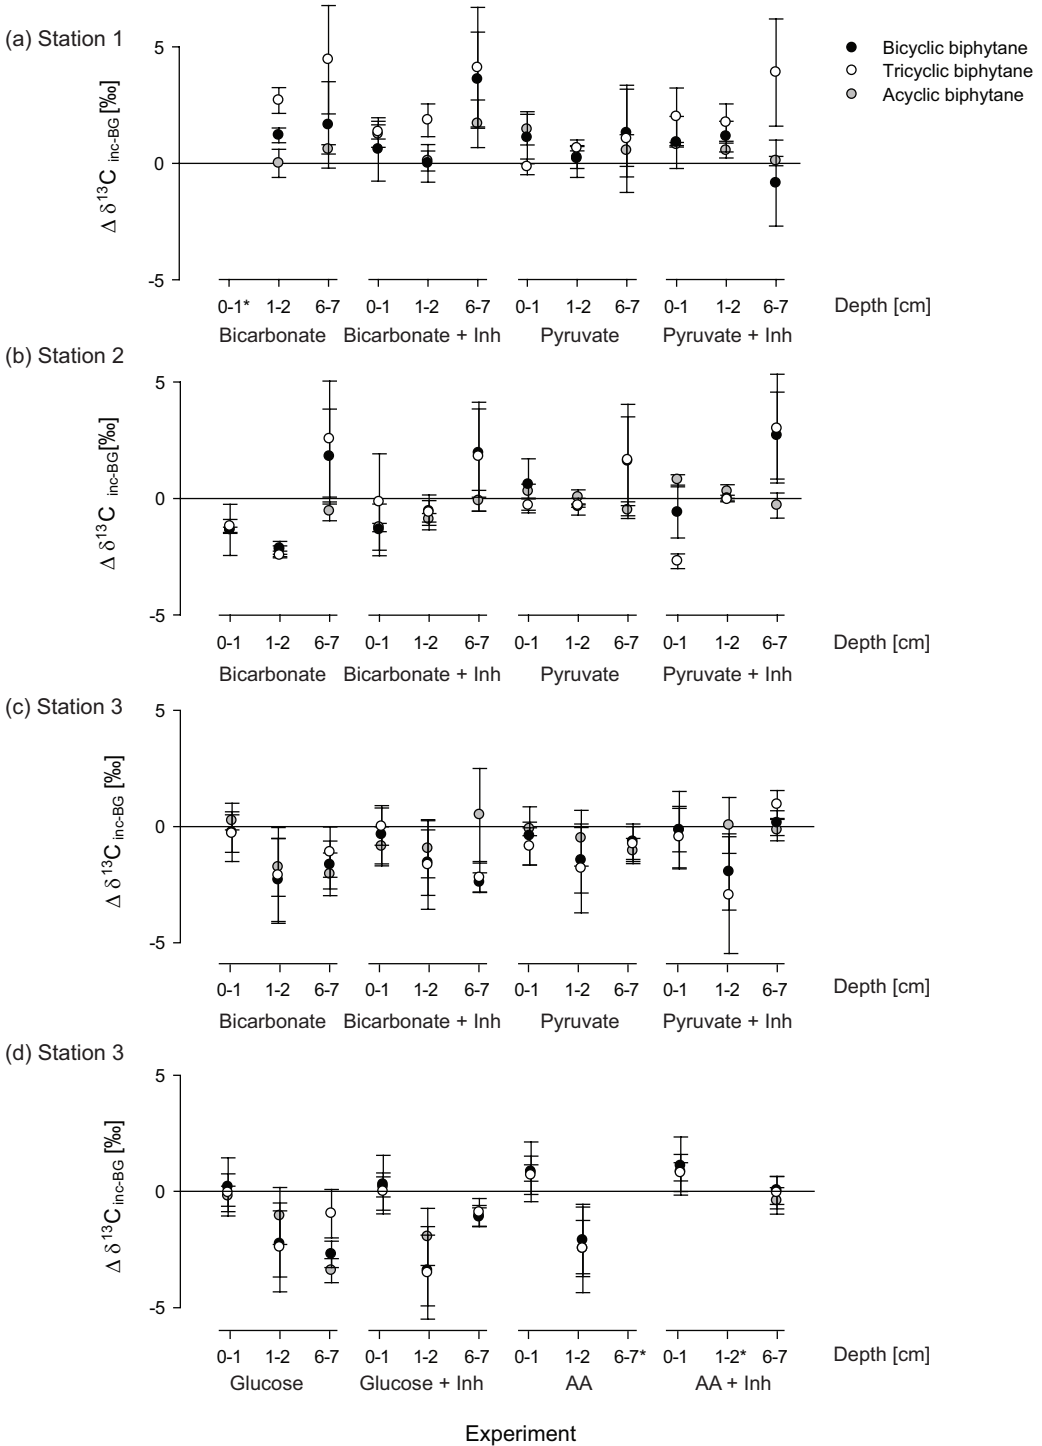 (a) Station 1
Bicyclic biphytane
Tricyclic biphytane
Acyclic biphytane
Δ δ13C inc-BG [‰]
5
0
-5
0-1* 1-2 6-7 0-1 1-2 6-7 0-1 1-2 6-7 0-1 1-2 6-7 Depth [cm]
Bicarbonate Bicarbonate + Inh Pyruvate Pyruvate + Inh
(b) Station 2
Δ δ13C inc-BG[‰]
5
0
-5
0-1 1-2 6-7 0-1 1-2 6-7 0-1 1-2 6-7 0-1 1-2 6-7 Depth [cm]
Bicarbonate Bicarbonate + Inh Pyruvate Pyruvate + Inh
(c) Station 3
Δ δ13C inc-BG [‰]
5
0
-5
0-1 1-2 6-7 0-1 1-2 6-7 0-1 1-2 6-7 0-1 1-2 6-7 Depth [cm]
Bicarbonate Bicarbonate + Inh Pyruvate Pyruvate + Inh
(d) Station 3
Δ δ13C inc-BG [‰]
5
0
-5
0-1 1-2 6-7 0-1 1-2 6-7 0-1 1-2 6-7* 0-1 1-2* 6-7 Depth [cm]
Glucose Glucose + Inh AA AA + Inh
Experiment